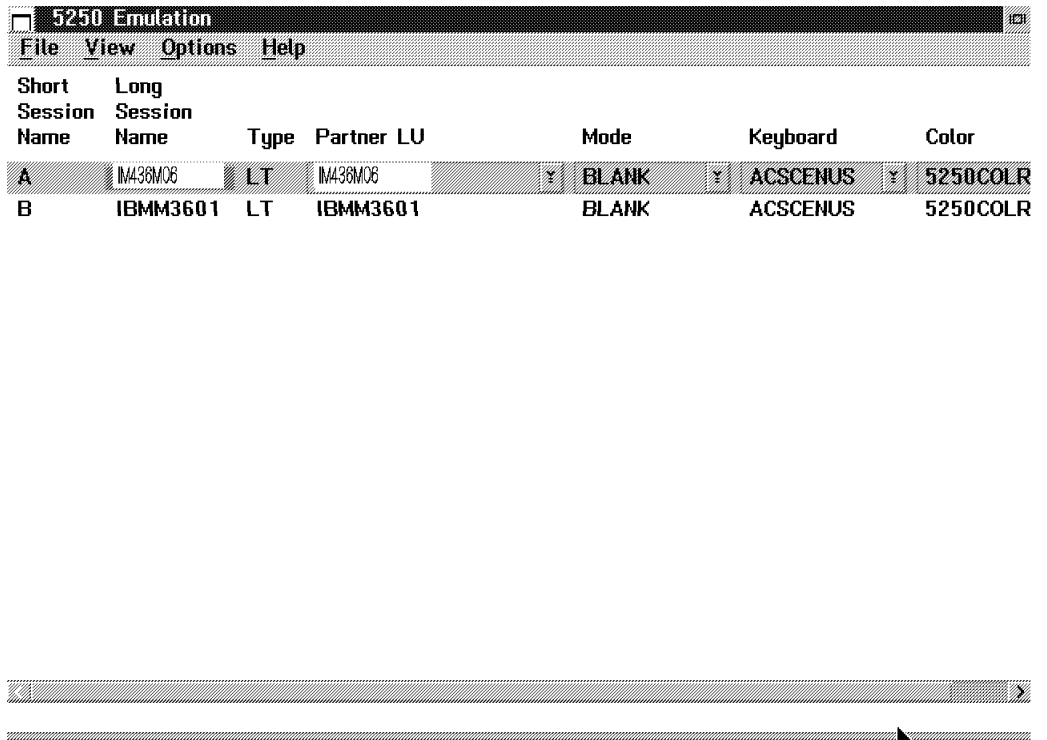 5250 Emulation
File View Options Help
Short Long
Session Session
Name Name Type Partner LU Mode Keyboard Color
A IM436M06 LT IM436M06 BLANK ACSCENUS 5250COLR
B IBMM3601 LT IBMM3601 BLANK ACSCENUS 5250COLR